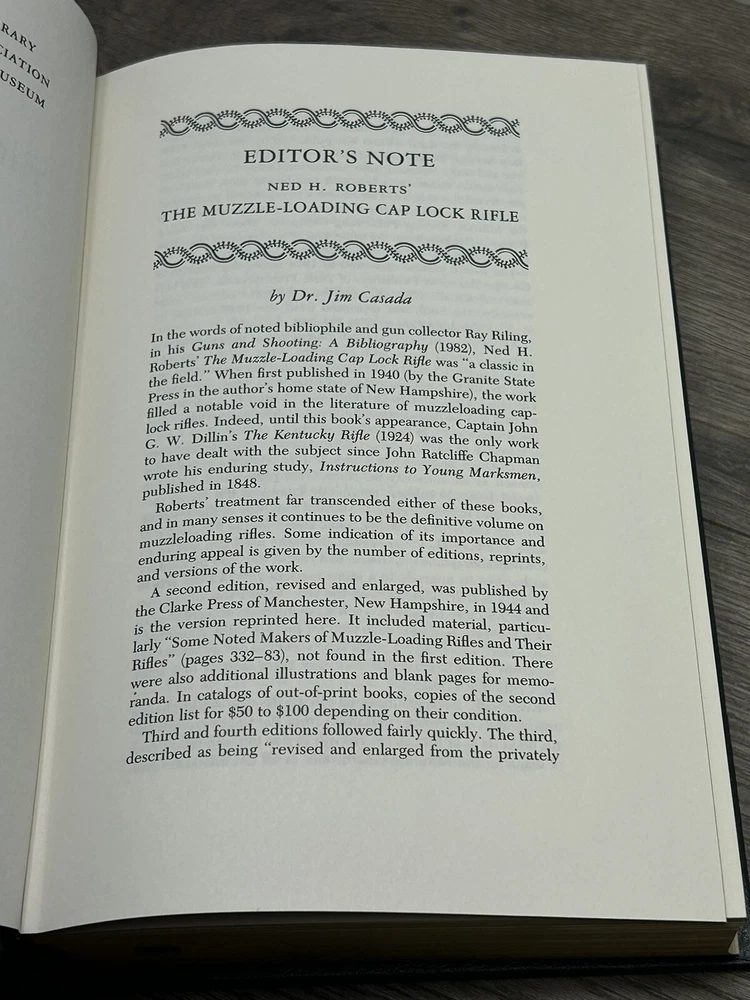 RARY
CIATION
USEUM
EDITOR'S NOTE
NED H. ROBERTS'
THE MUZZLE-LOADING CAP LOCK RIFLE
by Dr. Jim Casada
In the words of noted bibliophile and gun collector Ray Riling,
in his Guns and Shooting: A Bibliography (1982), Ned H.
Roberts' The Muzzle-Loading Cap Lock Rifle was "a classic in
the field." When first published in 1940 (by the Granite State
Press in the author's home state of New Hampshire), the work
filled a notable void in the literature of muzzleloading cap-
lock rifles. Indeed, until this book's appearance, Captain John
G. W. Dillin's The Kentucky Rifle (1924) was the only work
to have dealt with the subject since John Ratcliffe Chapman
wrote his enduring study, Instructions to Young Marksmen,
published in 1848.
Roberts' treatment far transcended either of these books,
and in many senses it continues to be the definitive volume on
muzzleloading rifles. Some indication of its importance and
enduring appeal is given by the number of editions, reprints,
and versions of the work.
A second edition, revised and enlarged, was published by
the Clarke Press of Manchester, New Hampshire, in 1944 and
is the version reprinted here. It included material, particu-
larly "Some Noted Makers of Muzzle-Loading Rifles and Their
Rifles" (pages 332–83), not found in the first edition. There
were also additional illustrations and blank pages for memo-
randa. In catalogs of out-of-print books, copies of the second
edition list for $50 to $100 depending on their condition.
Third and fourth editions followed fairly quickly. The third,
described as being "revised and enlarged from the privately